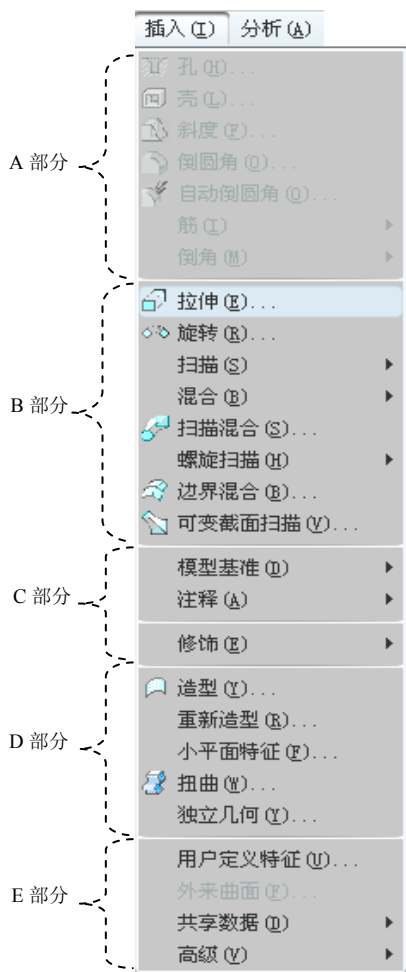 插入(I) 分析(A)
A 部分
孔(H)...
壳(L)...
斜度(F)...
倒圆角(O)...
自动倒圆角(O)...
筋(I)
倒角(M)
B 部分
拉伸(E)...
旋转(R)...
扫描(S)
混合(B)
扫描混合(S)...
螺旋扫描(H)
边界混合(B)...
可变截面扫描(V)...
C 部分
模型基准(D)
注释(A)
修饰(E)
D 部分
造型(Y)...
重新造型(R)...
小平面特征(F)...
扭曲(W)...
独立几何(Y)...
E 部分
用户定义特征(U)...
外来曲面(F)...
共享数据(D)
高级(V)